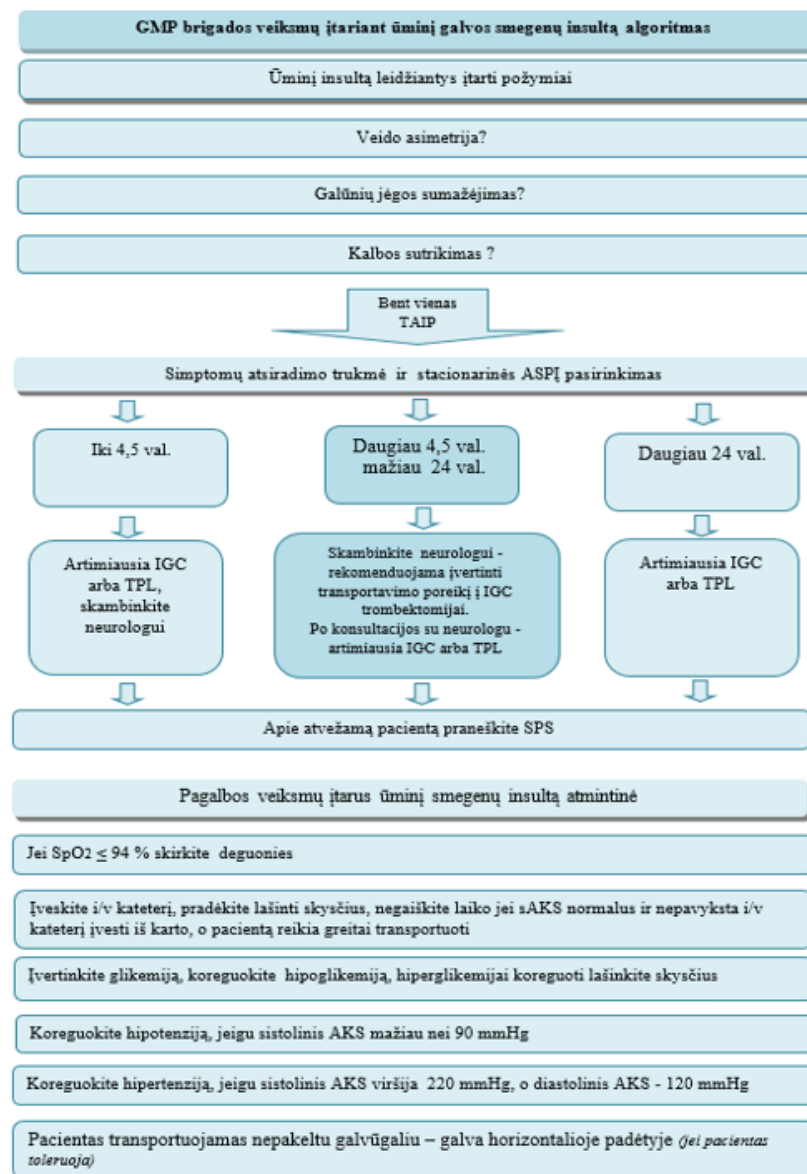 GMP brigados veiksmų įtariant ūminį galvos smegenų insultą algoritmas
Ūminį insultą leidžiantys įtarti požymiai
Veido asimetrija?
Galūnių jėgos sumažėjimas?
Kalbos sutrikimas ?
Bent vienas
TAIP
Simptomų atsiradimo trukmė ir stacionarinės ASPĮ pasirinkimas
Iki 4,5 val.
Daugiau 4,5 val.
mažiau 24 val.
Daugiau 24 val.
Artimiausia IGC
arba TPL,
skambinkite
neurologui
Skambinkite neurologui -
rekomenduojama įvertinti
transportavimo poreikį į IGC
trombektomijai.
Po konsultacijos su neurologu -
artimiausia IGC arba TPL
Artimiausia IGC
arba TPL
Apie atvežamą pacientą praneškite SPS
Pagalbos veiksmų įtarus ūminį smegenų insultą atmintinė
Jei SpO2 ≤ 94 % skirkite deguonies
Įveskite i/v kateterį, pradėkite lašinti skysčius, negaiškite laiko jei sAKS normalus ir nepavyksta i/v
kateterį įvesti iš karto, o pacientą reikia greitai transportuoti
Įvertinkite glikemiją, koreguokite hipoglikemiją, hiperglikemijai koreguoti lašinkite skysčius
Koreguokite hipotenziją, jeigu sistolinis AKS mažiau nei 90 mmHg
Koreguokite hipertenziją, jeigu sistolinis AKS viršija 220 mmHg, o diastolinis AKS - 120 mmHg
Pacientas transportuojamas nepakeltu galvūgaliu – galva horizontalioje padėtyje (jei pacientas
toleruoja)